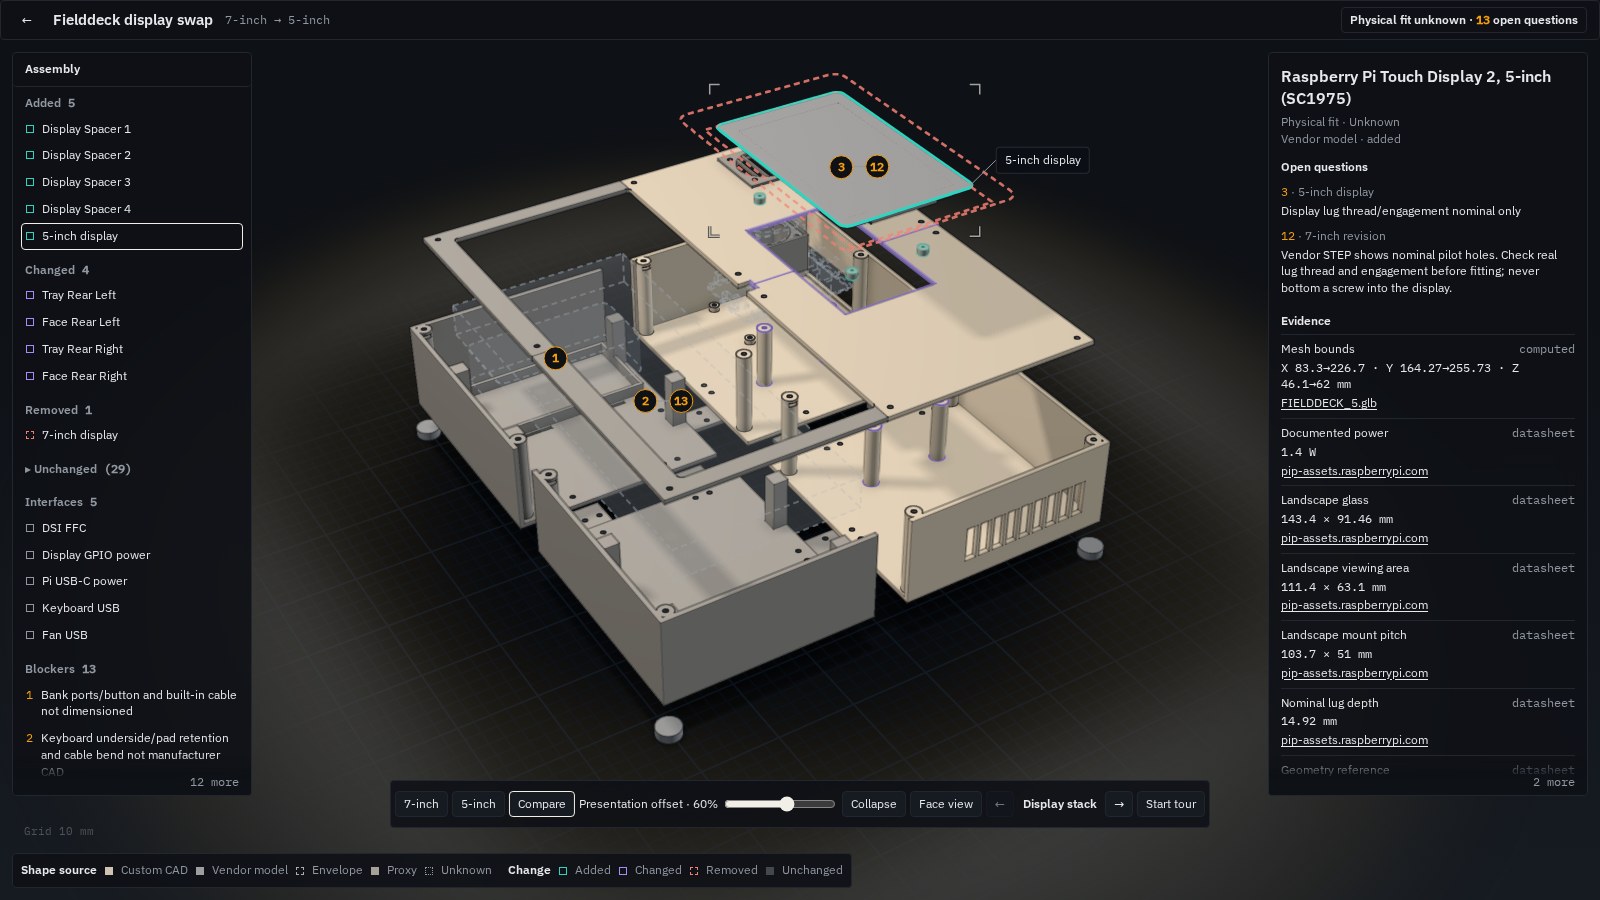 ← Fielddeck display swap 7-inch → 5-inch
Physical fit unknown · 13 open questions
Assembly
Added 5
Display Spacer 1
Display Spacer 2
Display Spacer 3
Display Spacer 4
5-inch display
Changed 4
Tray Rear Left
Face Rear Left
Tray Rear Right
Face Rear Right
Removed 1
7-inch display
▸ Unchanged (29)
Interfaces 5
DSI FFC
Display GPIO power
Pi USB-C power
Keyboard USB
Fan USB
Blockers 13
1 Bank ports/button and built-in cable
not dimensioned
2 Keyboard underside/pad retention
and cable bend not manufacturer
CAD
12 more
Grid 10 mm
3 12
5-inch display
1
2 13
Raspberry Pi Touch Display 2, 5-inch
(SC1975)
Physical fit · Unknown
Vendor model · added
Open questions
3 · 5-inch display
Display lug thread/engagement nominal only
12 · 7-inch revision
Vendor STEP shows nominal pilot holes. Check real
lug thread and engagement before fitting; never
bottom a screw into the display.
Evidence
Mesh bounds computed
X 83.3→226.7 · Y 164.27→255.73 · Z
46.1→62 mm
FIELDDECK_5.glb
Documented power datasheet
1.4 W
pip-assets.raspberrypi.com
Landscape glass datasheet
143.4 × 91.46 mm
pip-assets.raspberrypi.com
Landscape viewing area datasheet
111.4 × 63.1 mm
pip-assets.raspberrypi.com
Landscape mount pitch datasheet
103.7 × 51 mm
pip-assets.raspberrypi.com
Nominal lug depth datasheet
14.92 mm
pip-assets.raspberrypi.com
Geometry reference datasheet
2 more
7-inch 5-inch Compare Presentation offset · 60% Collapse Face view ← Display stack → Start tour
Shape source Custom CAD Vendor model Envelope Proxy Unknown Change Added Changed Removed Unchanged